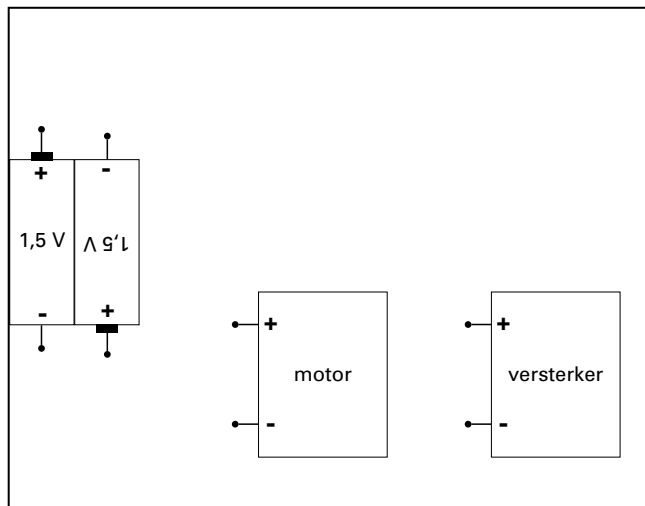 + -
1,5 V 1,5 V
- +
+ +
motor versterker
- -